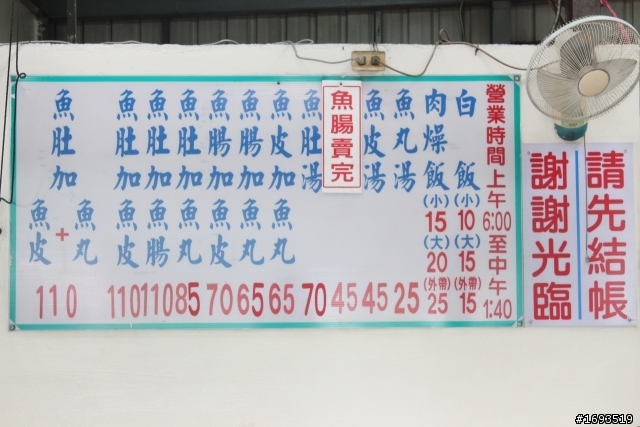 請先結帳
謝謝光臨
營業時間 上午6:00至中午1:40
白飯 (小)10 (大)15 (外帶)15
肉燥飯 (小)15 (大)20 (外帶)25
魚丸湯 25
魚皮湯 45
魚腸賣完 45
魚肚湯 70
魚皮加魚丸 65
魚腸加魚丸 65
魚腸加魚皮 70
魚肚加魚丸 85
魚肚加魚腸 110
魚肚加魚皮 110
魚肚加魚皮+魚丸 110
#1693519